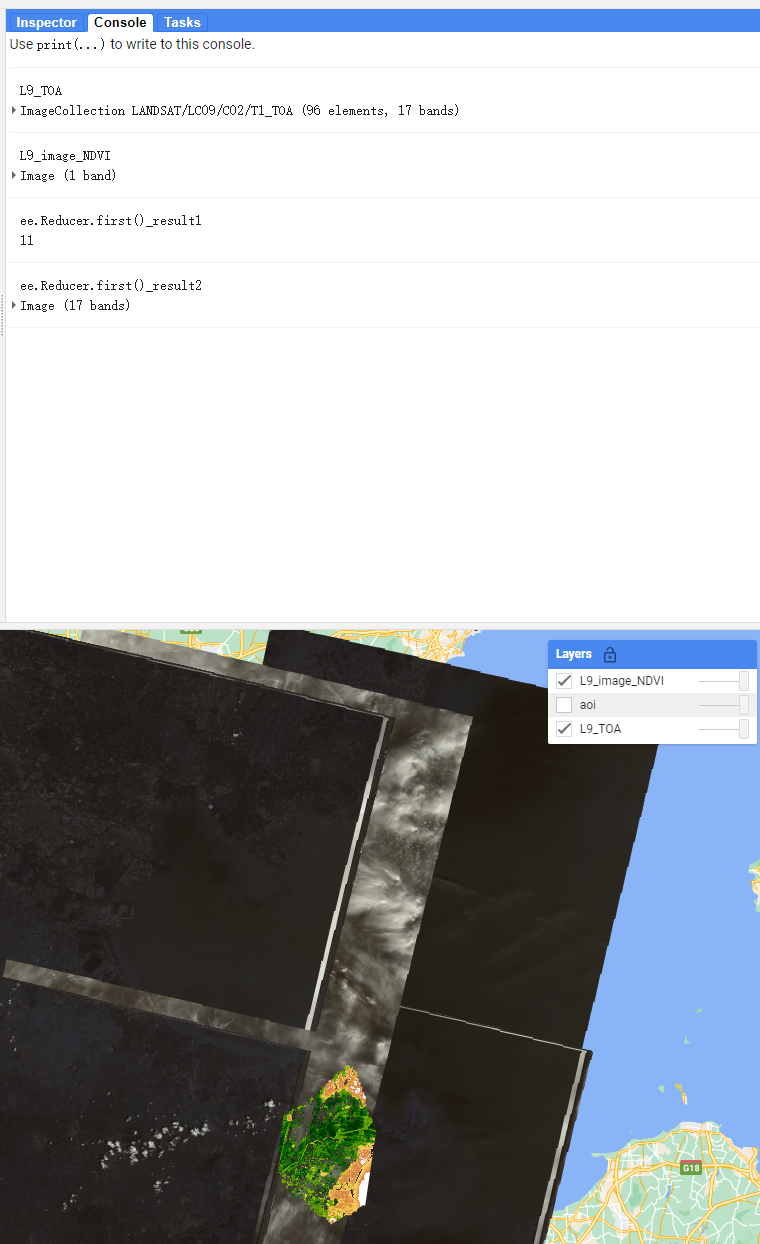 Inspector Console Tasks
Use print(...) to write to this console.
L9_TOA
ImageCollection LANDSAT/LC09/C02/T1_TOA (96 elements, 17 bands)
L9_image_NDVI
Image (1 band)
ee.Reducer.first()_result1
11
ee.Reducer.first()_result2
Image (17 bands)
Layers
L9_image_NDVI
aoi
L9_TOA
G18